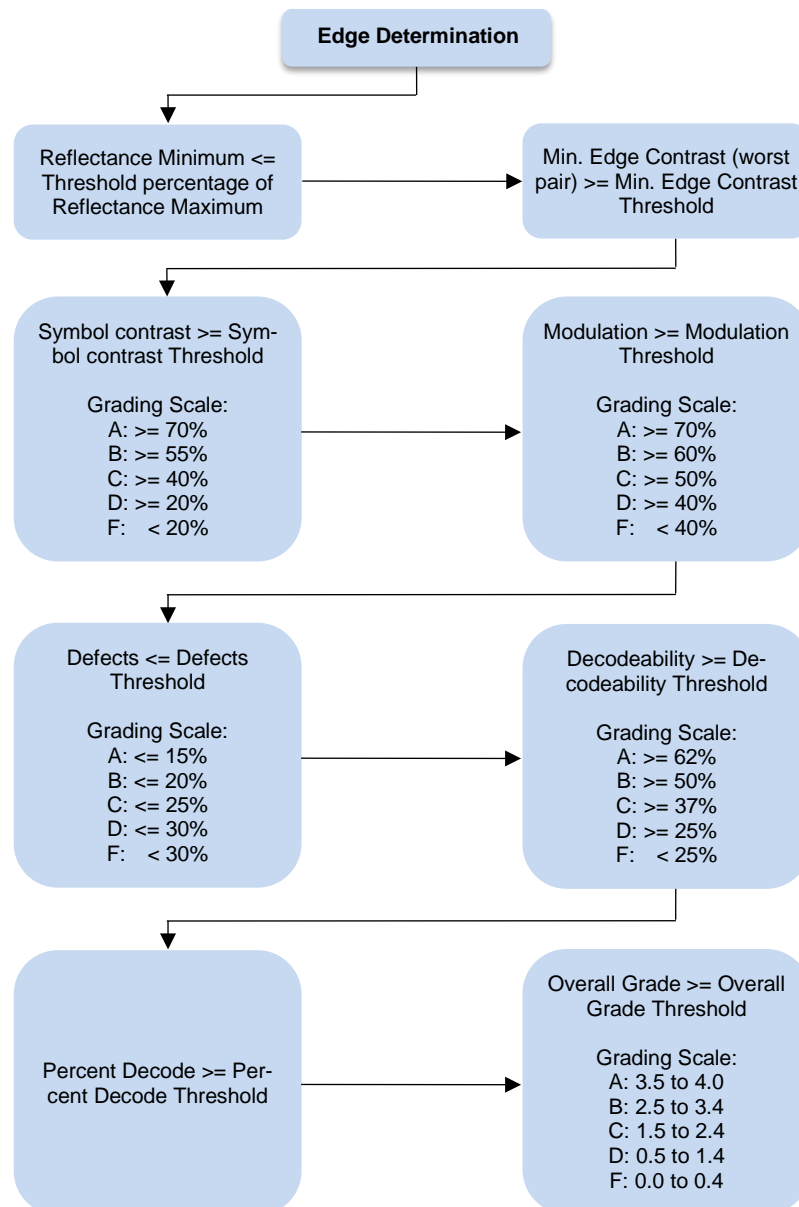 Edge Determination
Reflectance Minimum <=
Threshold percentage of
Reflectance Maximum
Min. Edge Contrast (worst
pair) >= Min. Edge Contrast
Threshold
Symbol contrast >= Sym-
bol contrast Threshold
Grading Scale:
A: >= 70%
B: >= 55%
C: >= 40%
D: >= 20%
F: < 20%
Modulation >= Modulation
Threshold
Grading Scale:
A: >= 70%
B: >= 60%
C: >= 50%
D: >= 40%
F: < 40%
Defects <= Defects
Threshold
Grading Scale:
A: <= 15%
B: <= 20%
C: <= 25%
D: <= 30%
F: < 30%
Decodeability >= De-
codeability Threshold
Grading Scale:
A: >= 62%
B: >= 50%
C: >= 37%
D: >= 25%
F: < 25%
Percent Decode >= Per-
cent Decode Threshold
Overall Grade >= Overall
Grade Threshold
Grading Scale:
A: 3.5 to 4.0
B: 2.5 to 3.4
C: 1.5 to 2.4
D: 0.5 to 1.4
F: 0.0 to 0.4